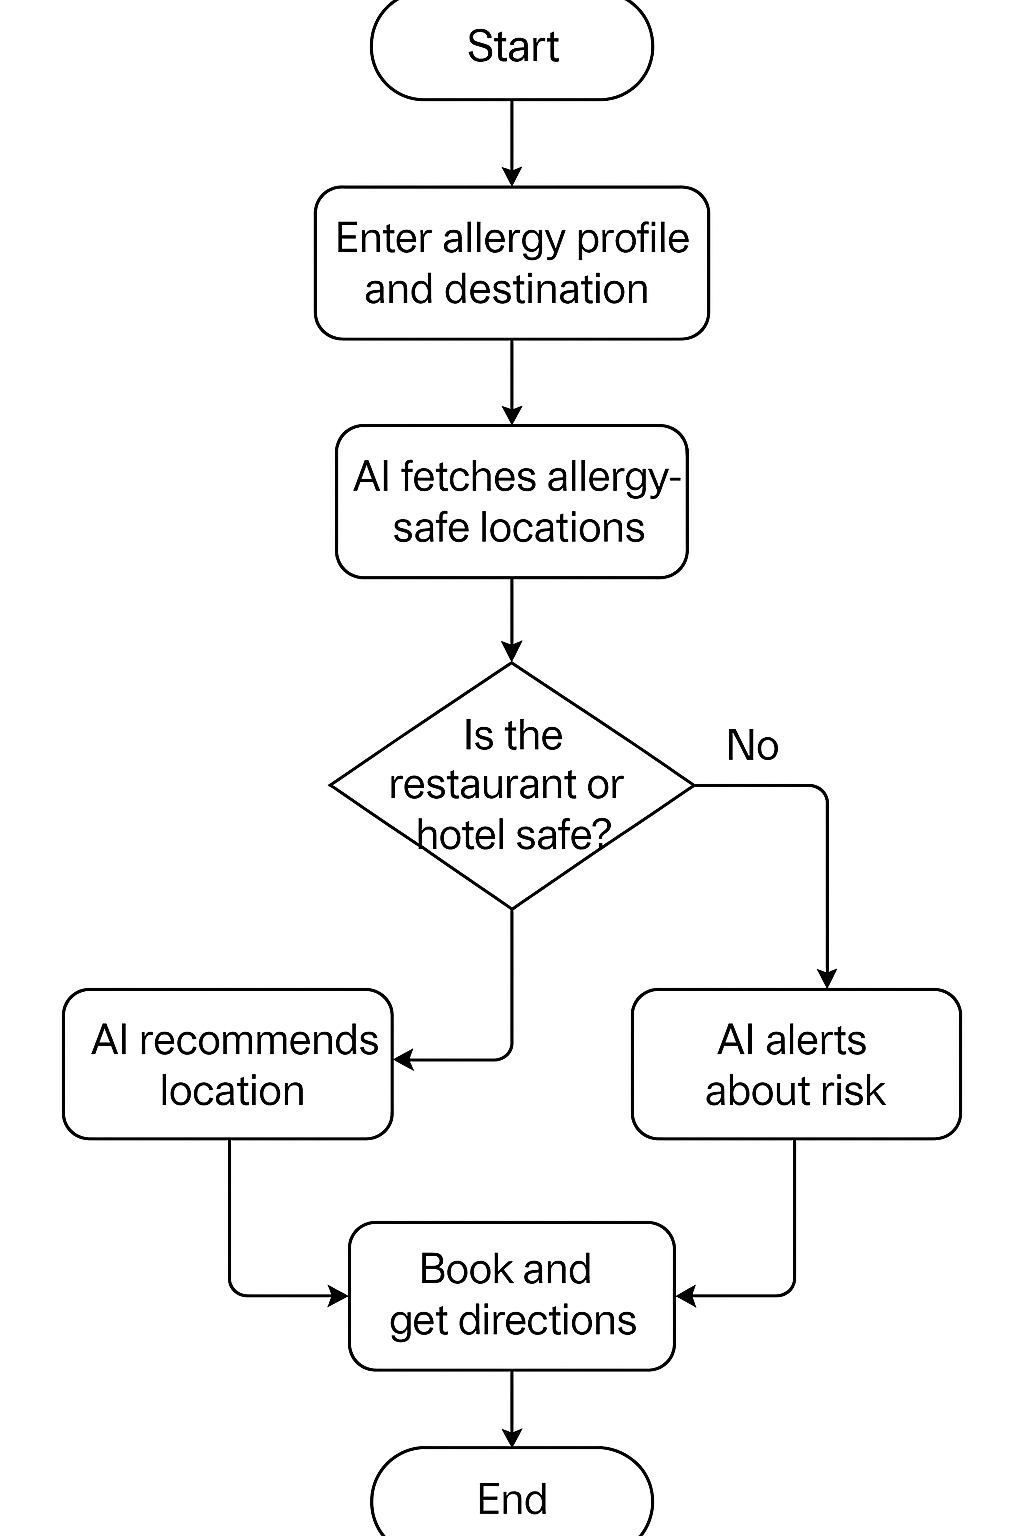 Start
Enter allergy profile
and destination
AI fetches allergy-
safe locations
Is the
restaurant or
hotel safe?
No
AI recommends
location
AI alerts
about risk
Book and
get directions
End